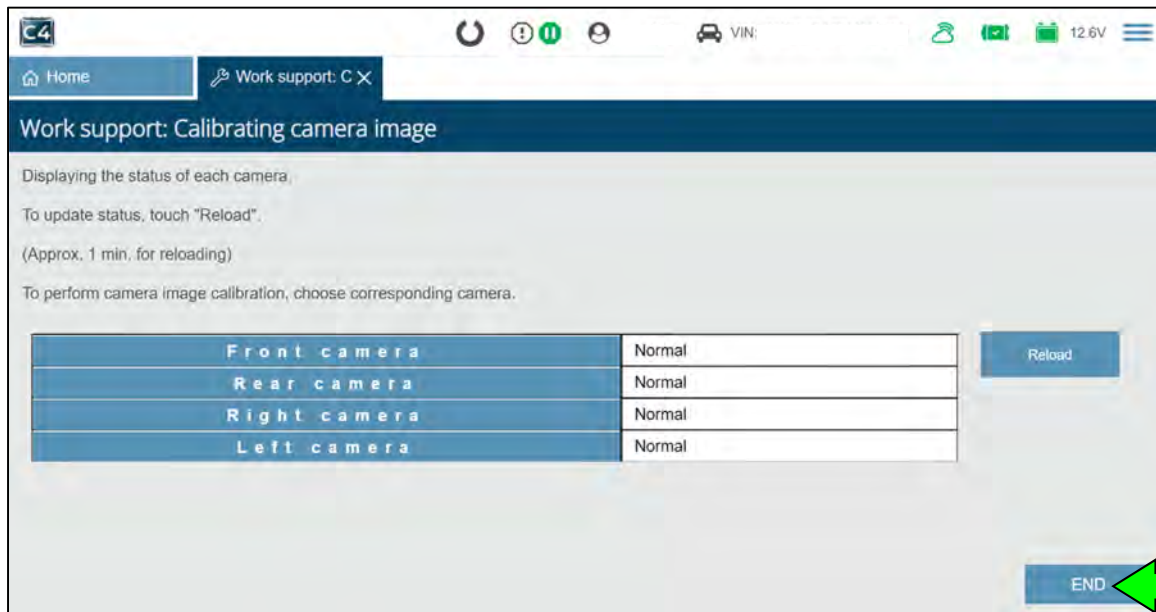 C4
VIN:
12.6V
Home
Work support: C
Work support: Calibrating camera image
Displaying the status of each camera.
To update status, touch "Reload".
(Approx. 1 min. for reloading)
To perform camera image calibration, choose corresponding camera.
Front camera Normal
Reload
Rear camera Normal
Right camera Normal
Left camera Normal
END